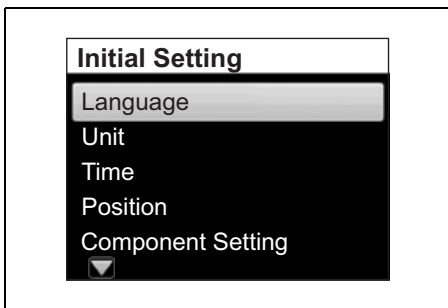 Initial Setting
Language
Unit
Time
Position
Component Setting